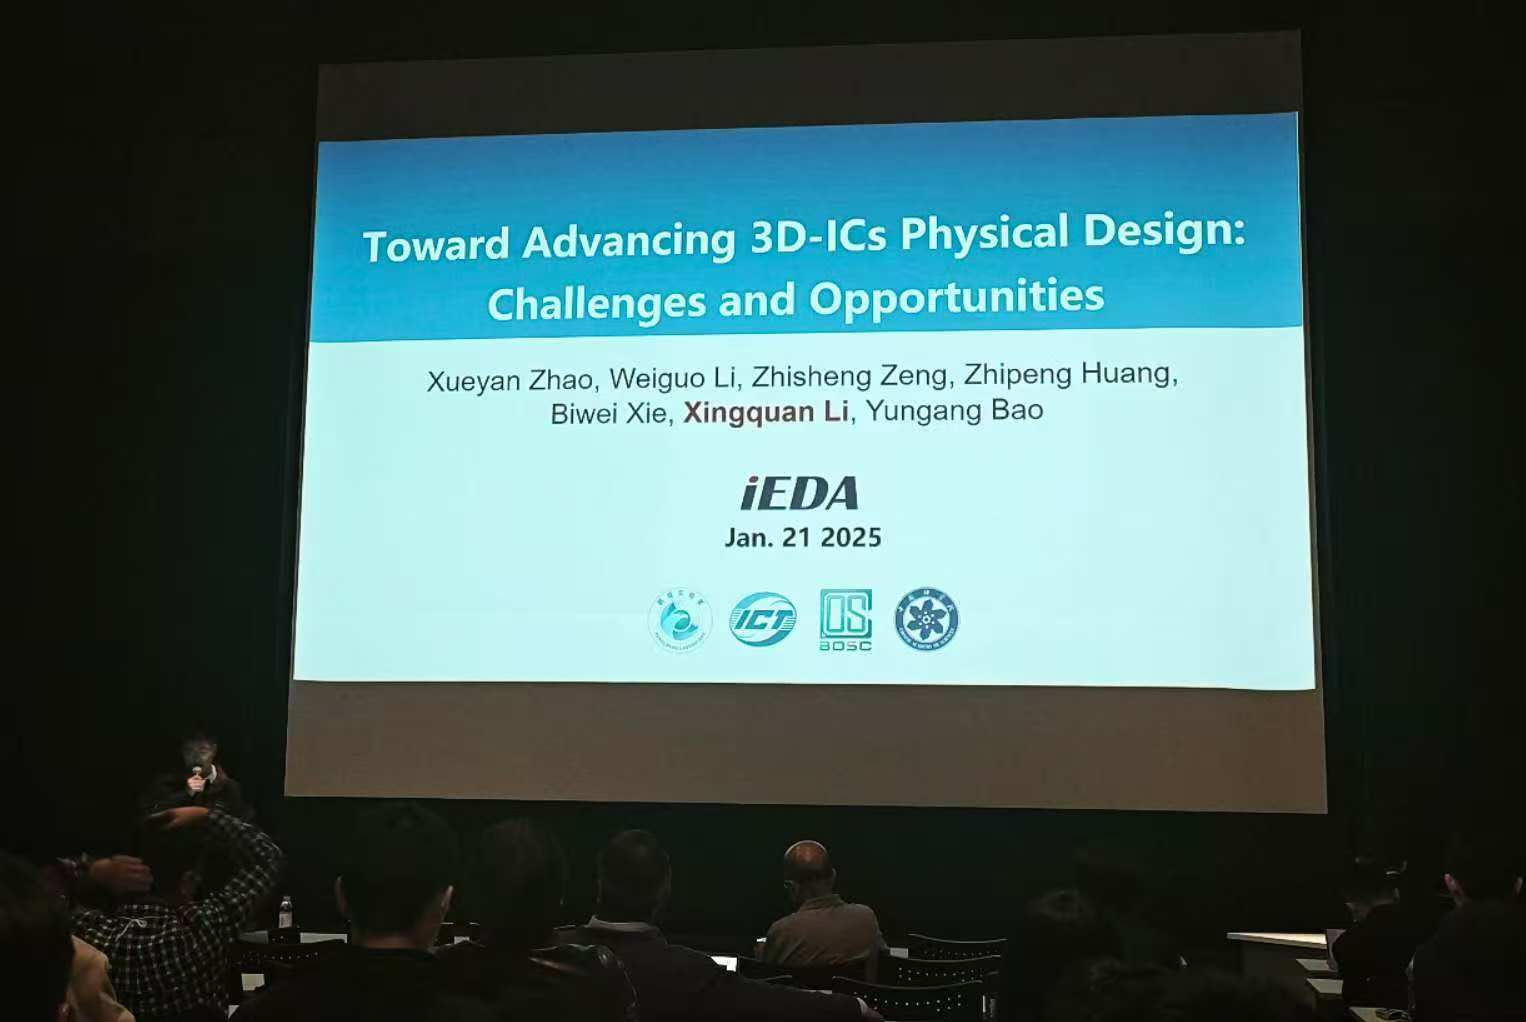 Toward Advancing 3D-ICs Physical Design:
Challenges and Opportunities
Xueyan Zhao, Weiguo Li, Zhisheng Zeng, Zhipeng Huang,
Biwei Xie, Xingquan Li, Yungang Bao
iEDA
Jan. 21 2025
ICT
OS
BOSC